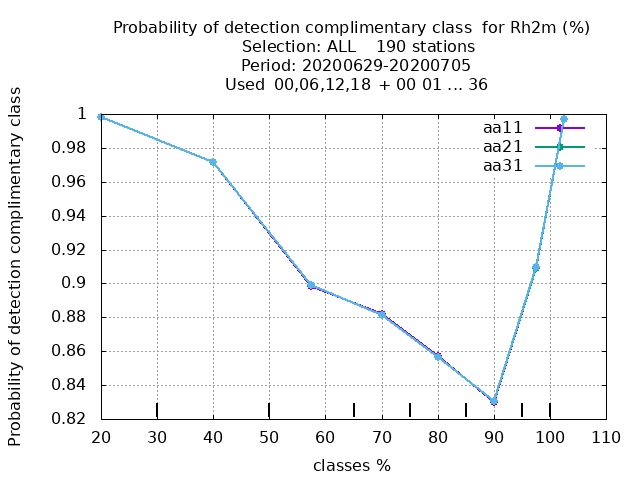 Probability of detection complimentary class  for Rh2m (%)
Selection: ALL    190 stations
Period: 20200629-20200705
Used  00,06,12,18 + 00 01 ... 36
Probability of detection complimentary class
1
0.98
0.96
0.94
0.92
0.9
0.88
0.86
0.84
0.82
aa11
aa21
aa31
20 30 40 50 60 70 80 90 100 110
classes %